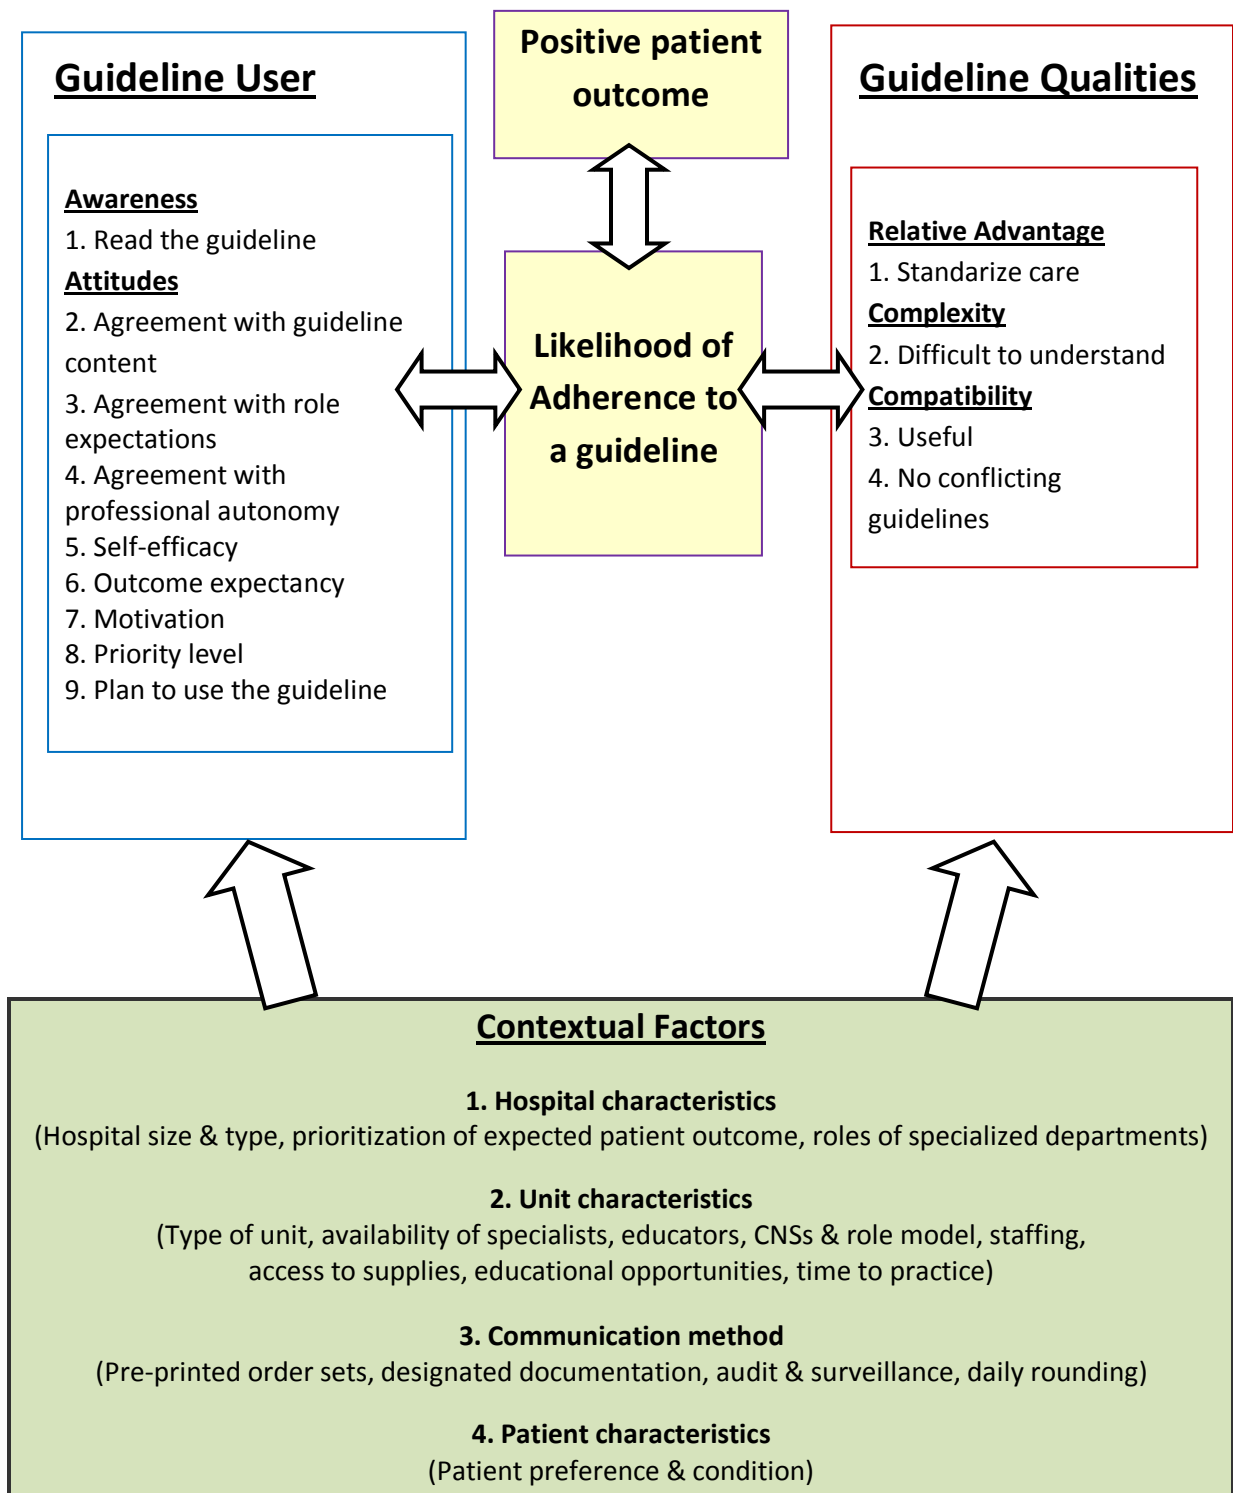 Guideline User
Awareness
1. Read the guideline
Attitudes
2. Agreement with guideline
content
3. Agreement with role
expectations
4. Agreement with
professional autonomy
5. Self-efficacy
6. Outcome expectancy
7. Motivation
8. Priority level
9. Plan to use the guideline
Positive patient
outcome
Likelihood of
Adherence to
a guideline
Guideline Qualities
Relative Advantage
1. Standarize care
Complexity
2. Difficult to understand
Compatibility
3. Useful
4. No conflicting
guidelines
Contextual Factors
1. Hospital characteristics
(Hospital size & type, prioritization of expected patient outcome, roles of specialized departments)
2. Unit characteristics
(Type of unit, availability of specialists, educators, CNSs & role model, staffing,
access to supplies, educational opportunities, time to practice)
3. Communication method
(Pre-printed order sets, designated documentation, audit & surveillance, daily rounding)
4. Patient characteristics
(Patient preference & condition)